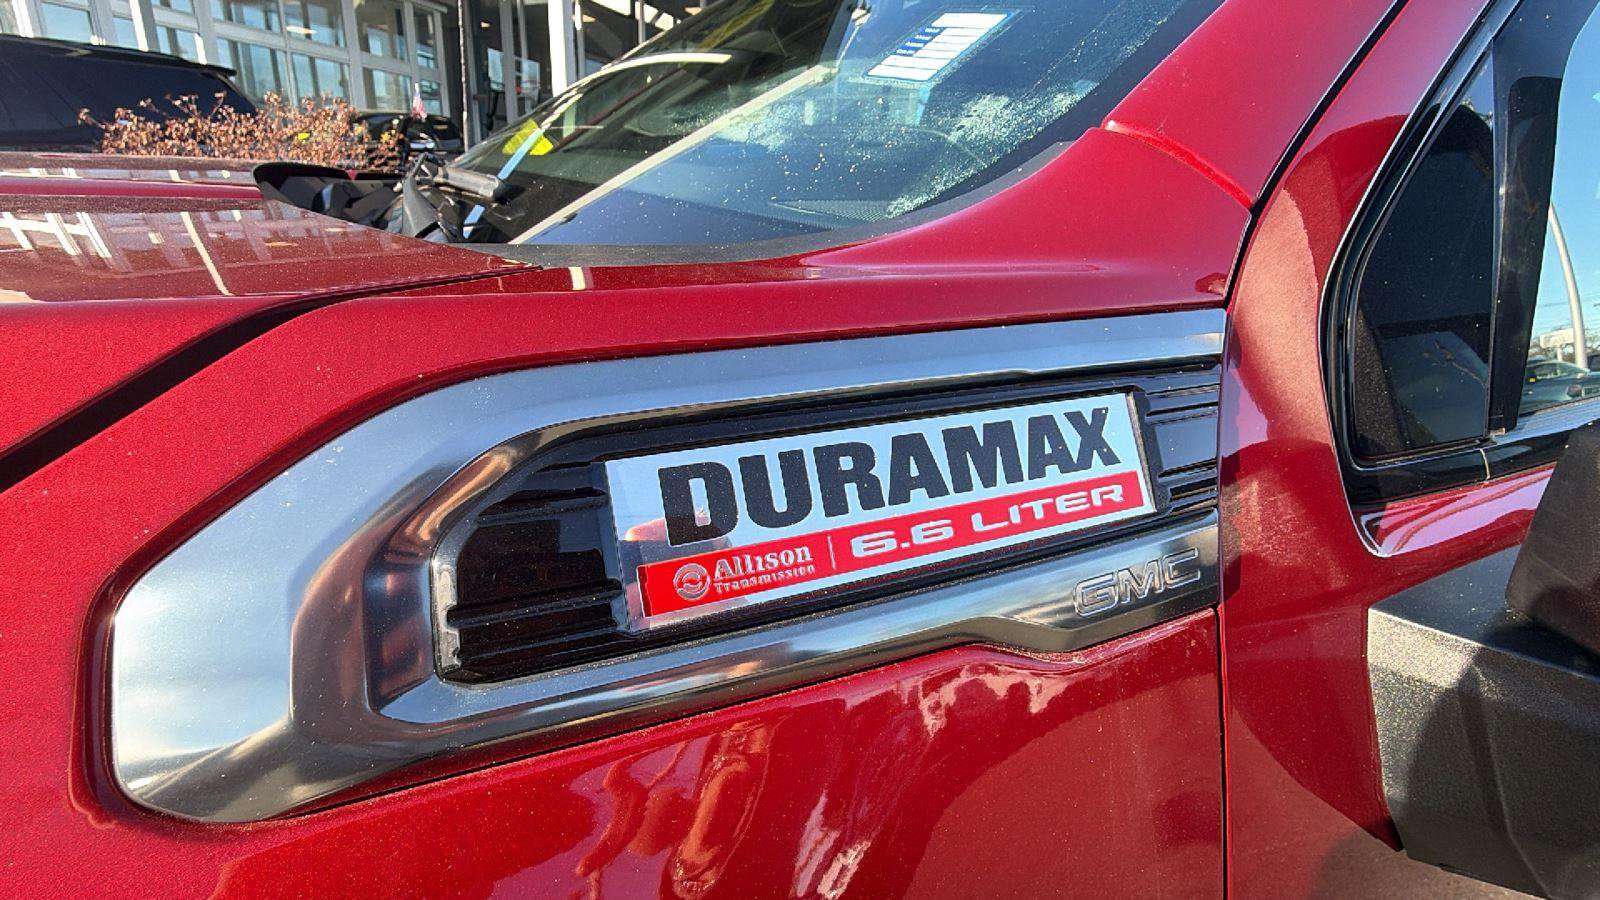 DURAMAX
Allison
Transmission
6.6 LITER
GMC